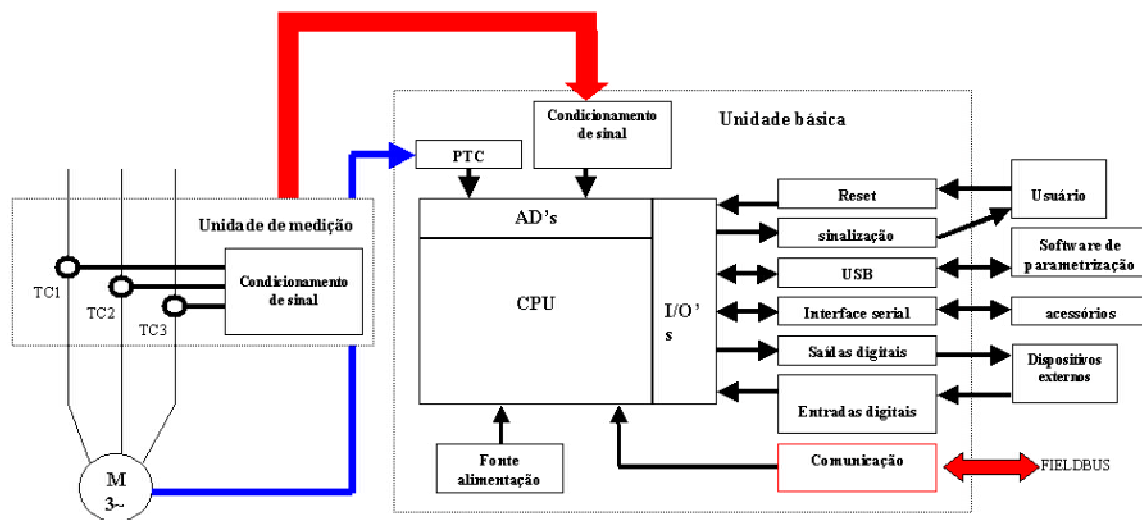 Condicionamento
de sinal
Unidade básica
PTC
Reset
Usuário
AD's
Unidade de medição
sinalização
Software de
parametrização
Condicionamento
de sinal
TC1
TC2
TC3
USB
CPU
I/O'
s
Interface serial
acessórios
Saídas digitais
Dispositivos
externos
Entradas digitais
Fonte
alimentação
Comunicação
FIELDBUS
M
3~